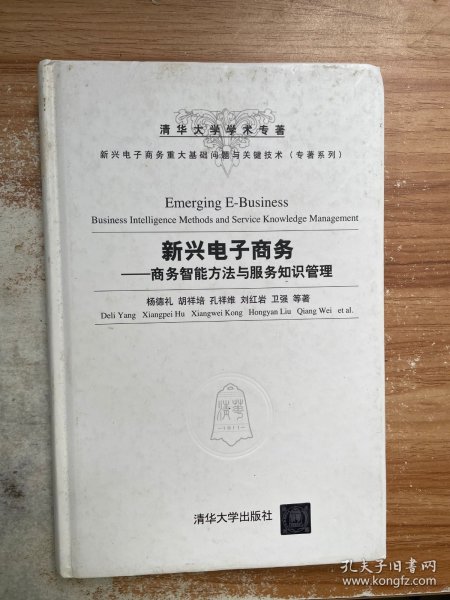 清华大学学术专著
新兴电子商务重大基础问题与关键技术（专著系列）
Emerging E-Business
Business Intelligence Methods and Service Knowledge Management
新兴电子商务
——商务智能方法与服务知识管理
杨德礼 胡祥培 孔祥维 刘红岩 卫强 等著
Deli Yang Xiangpei Hu Xiangwei Kong Hongyan Liu Qiang Wei et al.
清华
1911
清华大学出版社
孔夫子旧书网
www.kongfz.com